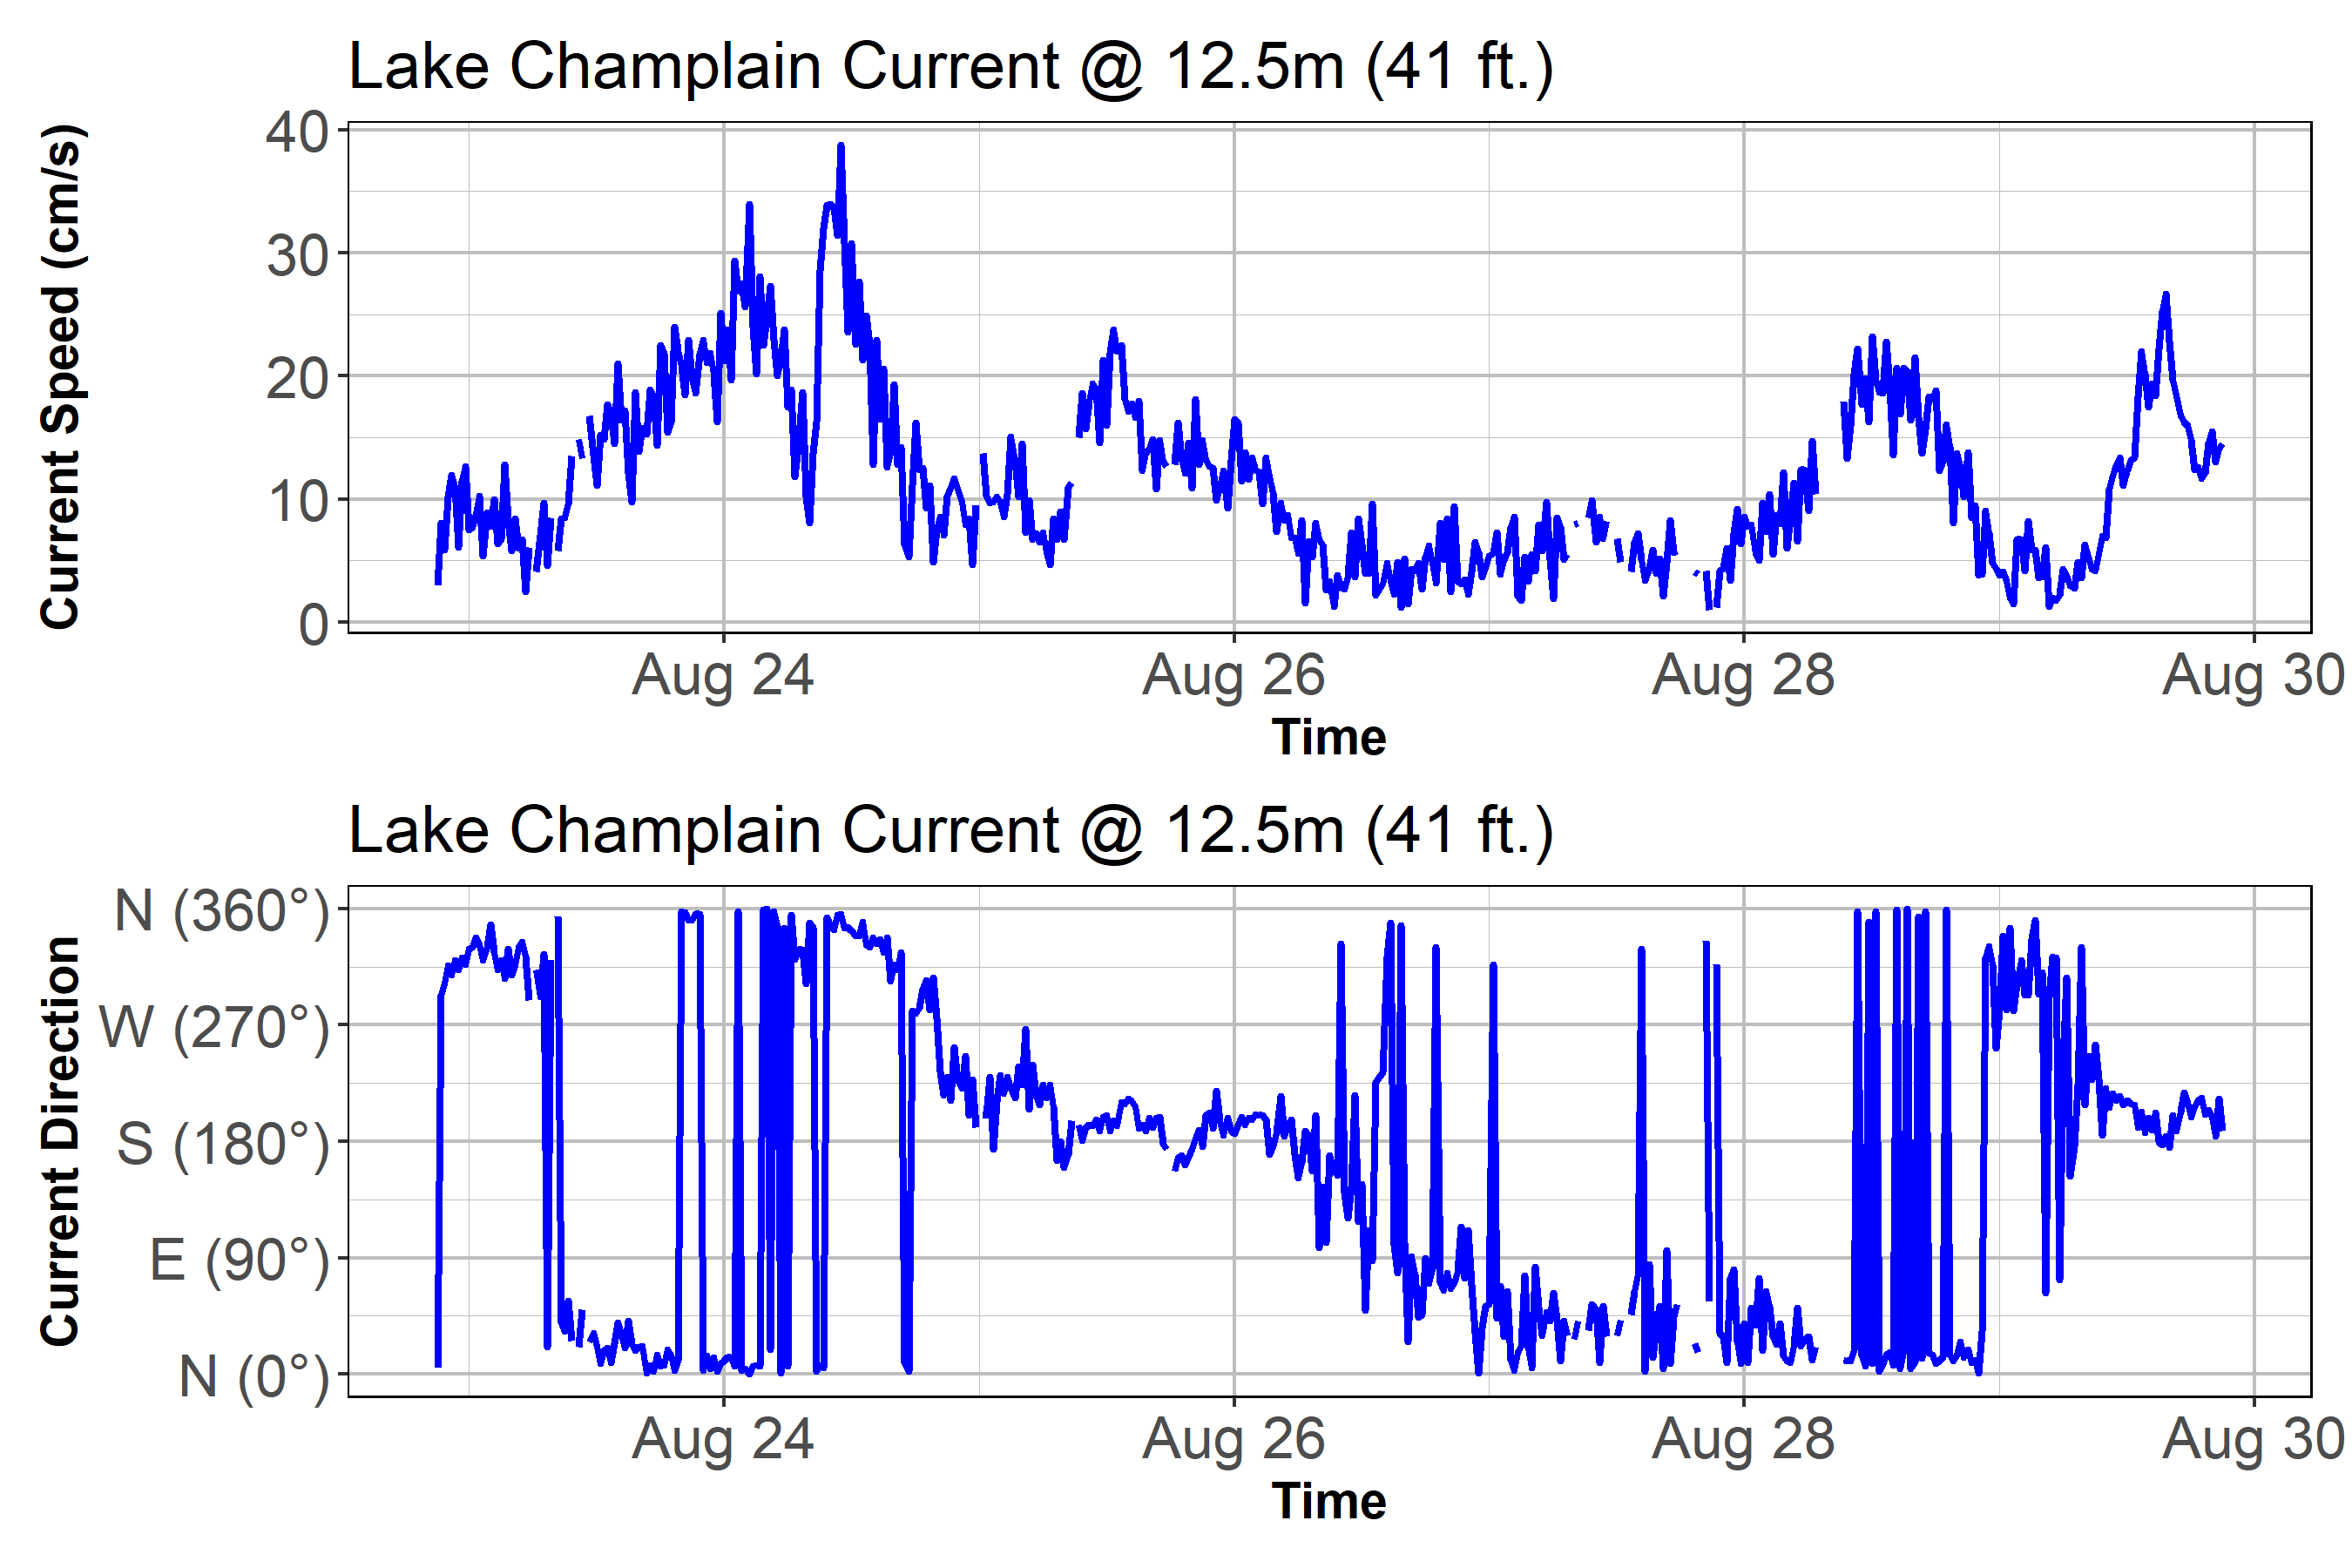 Lake Champlain Current @ 12.5m (41 ft.)
Current Speed (cm/s)
40
30
20
10
0
Aug 24 Aug 26 Aug 28 Aug 30
Time
Lake Champlain Current @ 12.5m (41 ft.)
Current Direction
N (360°)
W (270°)
S (180°)
E (90°)
N (0°)
Aug 24 Aug 26 Aug 28 Aug 30
Time